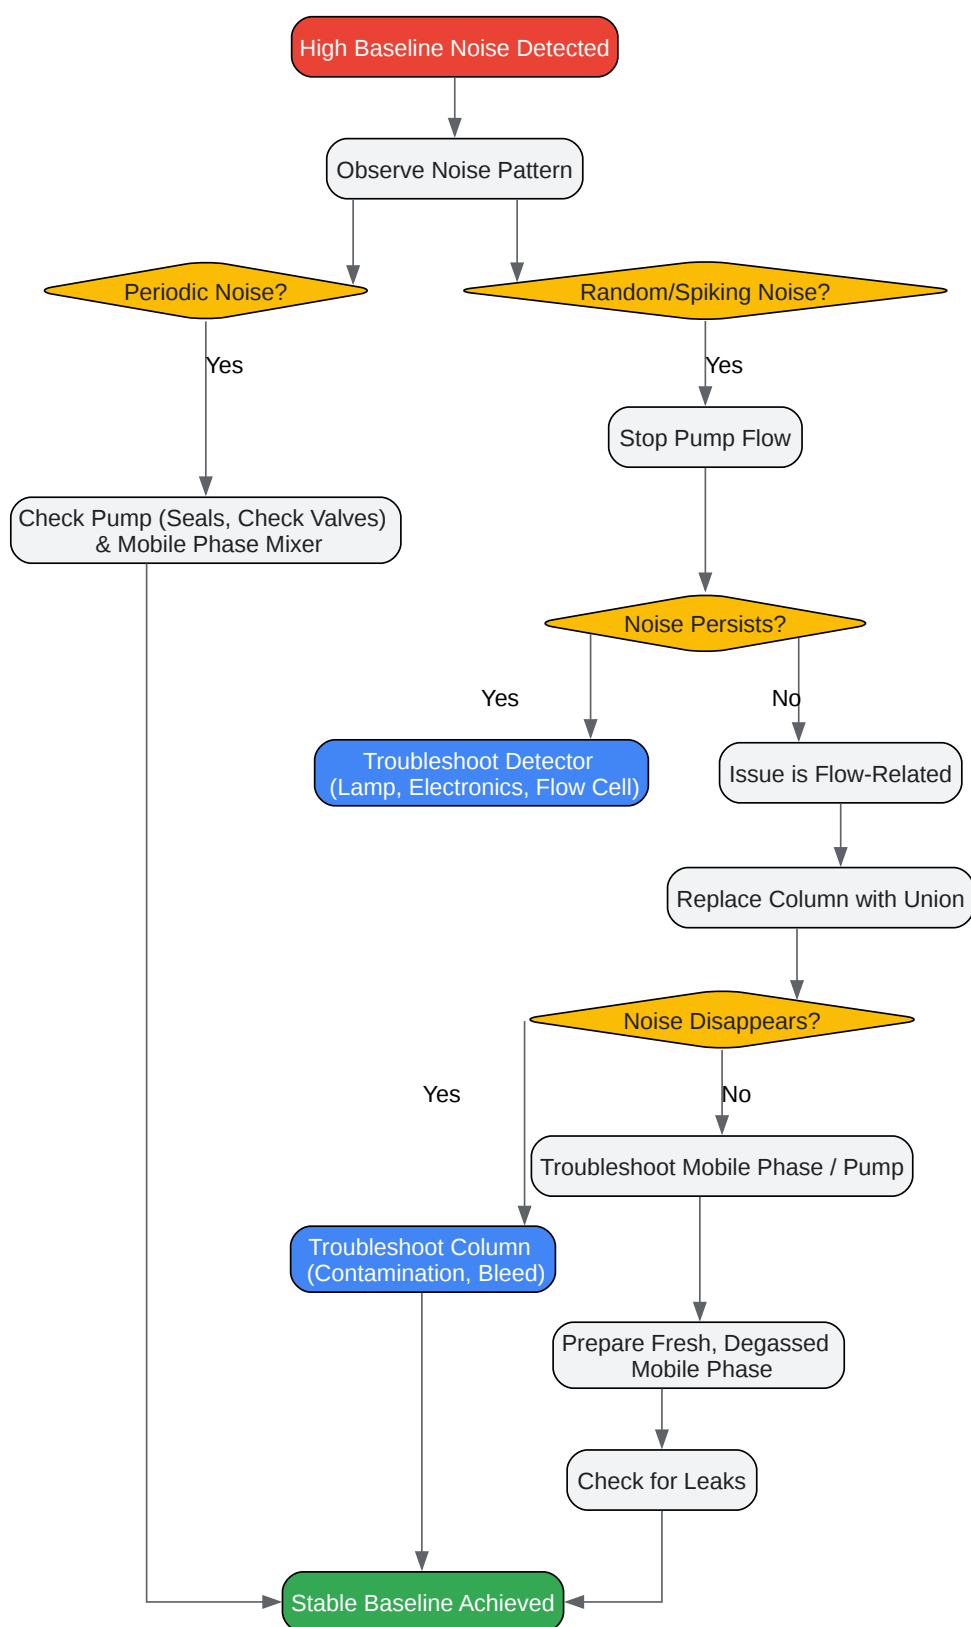 High Baseline Noise Detected
Observe Noise Pattern
Periodic Noise?
Random/Spiking Noise?
Yes
Yes
Stop Pump Flow
Check Pump (Seals, Check Valves)
& Mobile Phase Mixer
Noise Persists?
Yes
No
Troubleshoot Detector
(Lamp, Electronics, Flow Cell)
Issue is Flow-Related
Replace Column with Union
Noise Disappears?
Yes
No
Troubleshoot Mobile Phase / Pump
Troubleshoot Column
(Contamination, Bleed)
Prepare Fresh, Degassed
Mobile Phase
Check for Leaks
Stable Baseline Achieved